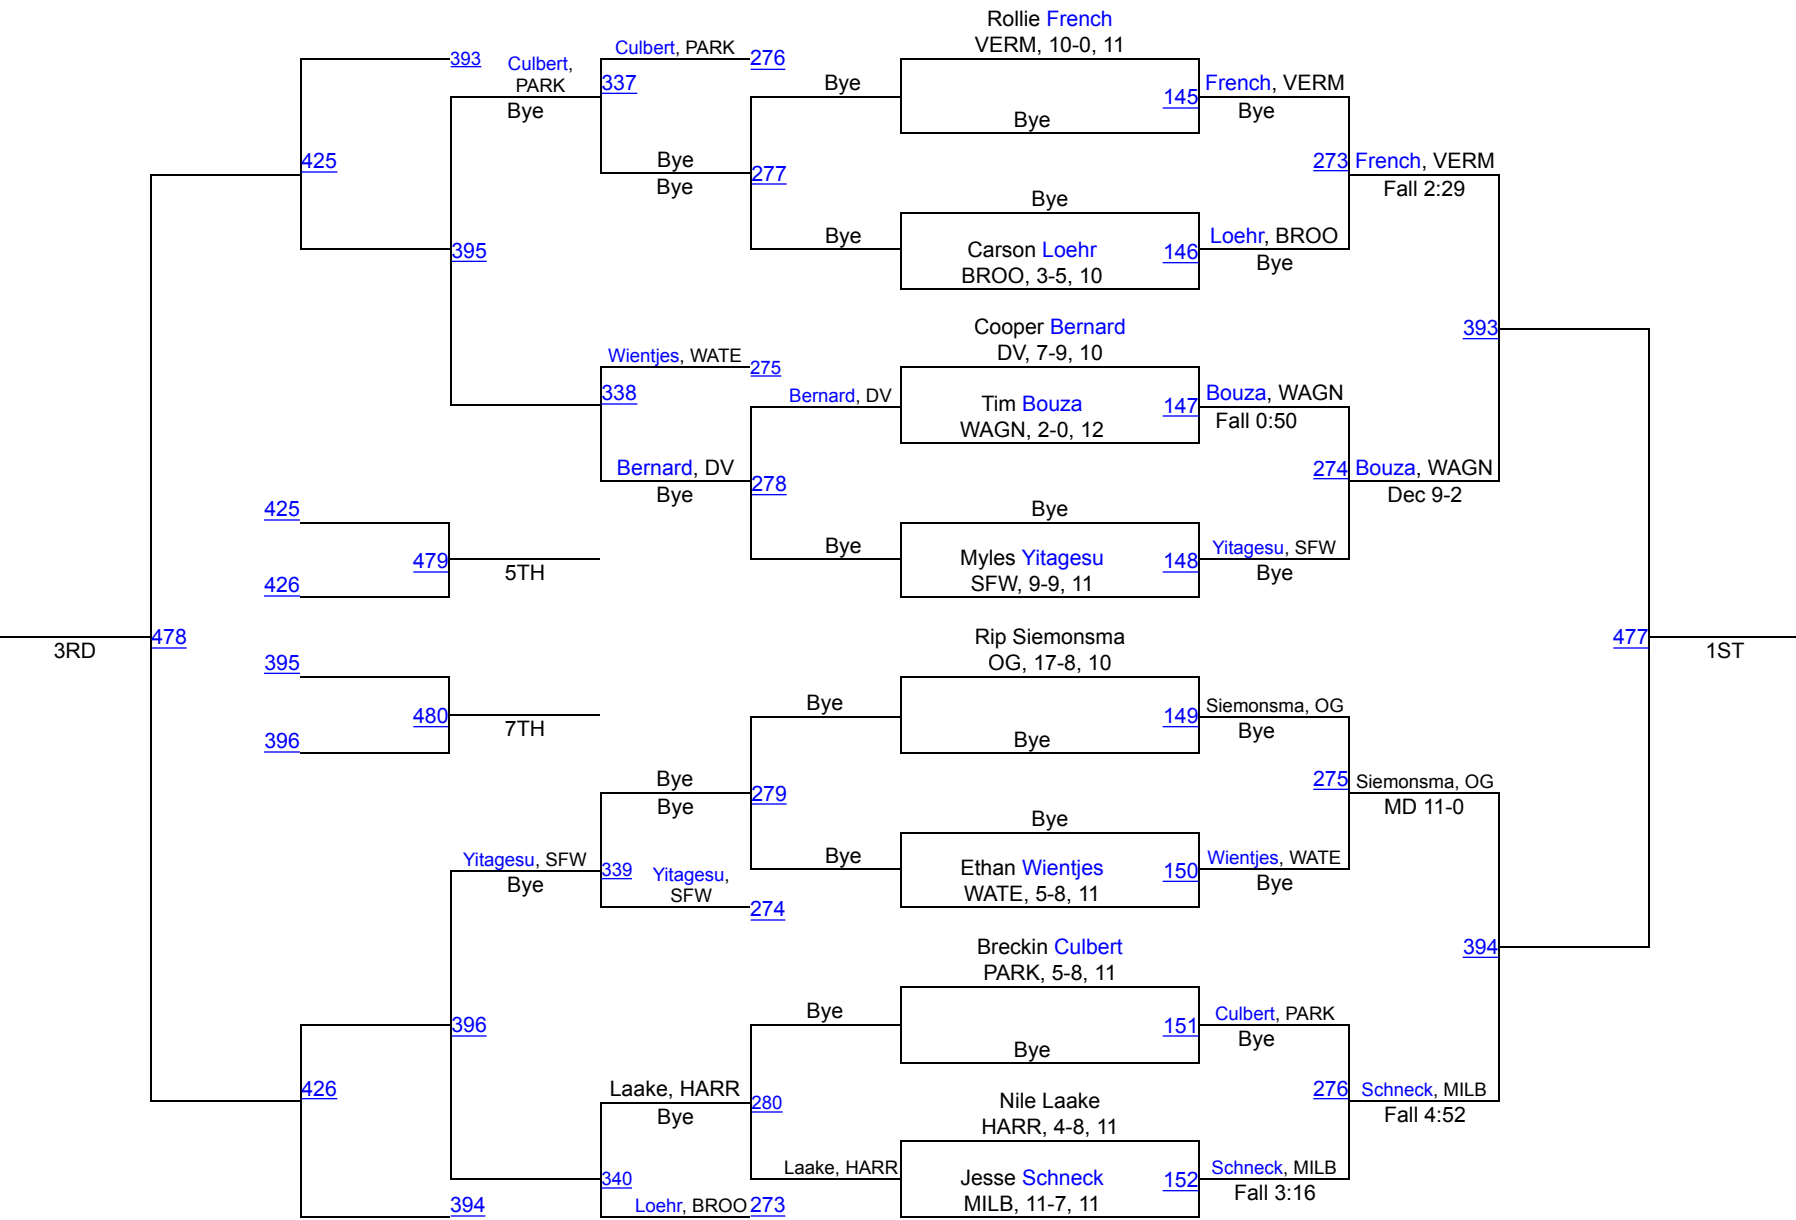 Rollie French
VERM, 10-0, 11
Culbert, PARK
276
393
Culbert,
PARK
Bye
337
Bye
145
French, VERM
Bye
Bye
425
Bye
Bye
277
273
French, VERM
Fall 2:29
Bye
395
Bye
Carson Loehr
BROO, 3-5, 10
146
Loehr, BROO
Bye
Cooper Bernard
DV, 7-9, 10
393
Wientjes, WATE
275
338
Bernard, DV
Tim Bouza
WAGN, 2-0, 12
147
Bouza, WAGN
Fall 0:50
Bernard, DV
Bye
278
274
Bouza, WAGN
Dec 9-2
425
Bye
479
5TH
Bye
Myles Yitagesu
SFW, 9-9, 11
148
Yitagesu, SFW
Bye
426
3RD
478
Rip Siemonsma
OG, 17-8, 10
477
1ST
395
480
7TH
Bye
149
Siemonsma, OG
Bye
Bye
396
Bye
Bye
279
275
Siemonsma, OG
MD 11-0
Bye
Yitagesu, SFW
Bye
339
Yitagesu,
SFW
274
Bye
Ethan Wientjes
WATE, 5-8, 11
150
Wientjes, WATE
Bye
Breckin Culbert
PARK, 5-8, 11
394
396
Bye
151
Culbert, PARK
Bye
Bye
426
Laake, HARR
Bye
280
Nile Laake
HARR, 4-8, 11
276
Schneck, MILB
Fall 4:52
340
Laake, HARR
Jesse Schneck
MILB, 11-7, 11
152
Schneck, MILB
Fall 3:16
394
Loehr, BROO
273